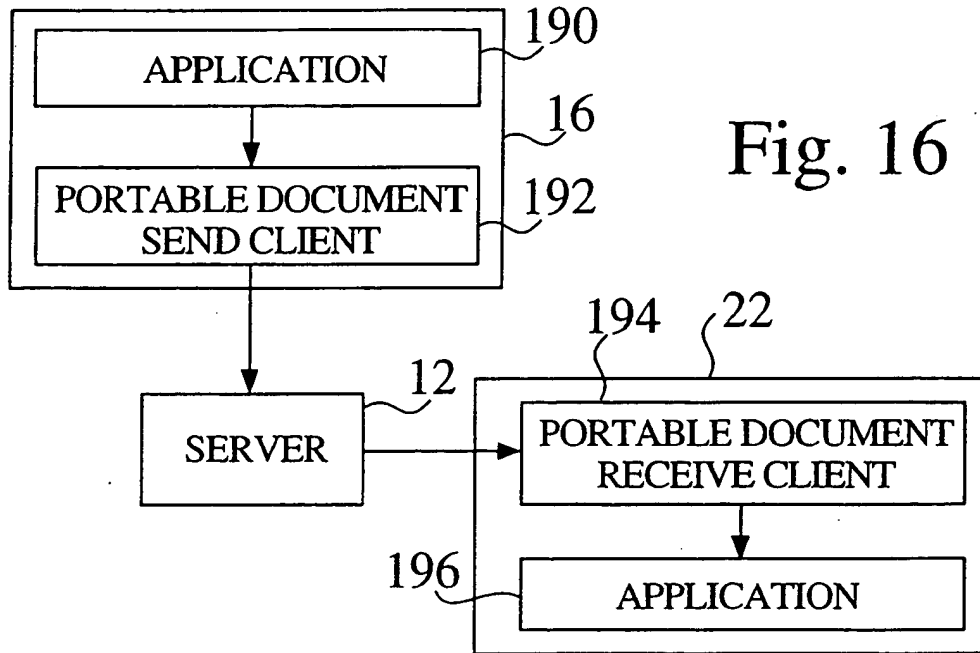 190
APPLICATION
16
Fig. 16
PORTABLE DOCUMENT
SEND CLIENT
192
194
22
12
SERVER
PORTABLE DOCUMENT
RECEIVE CLIENT
196
APPLICATION